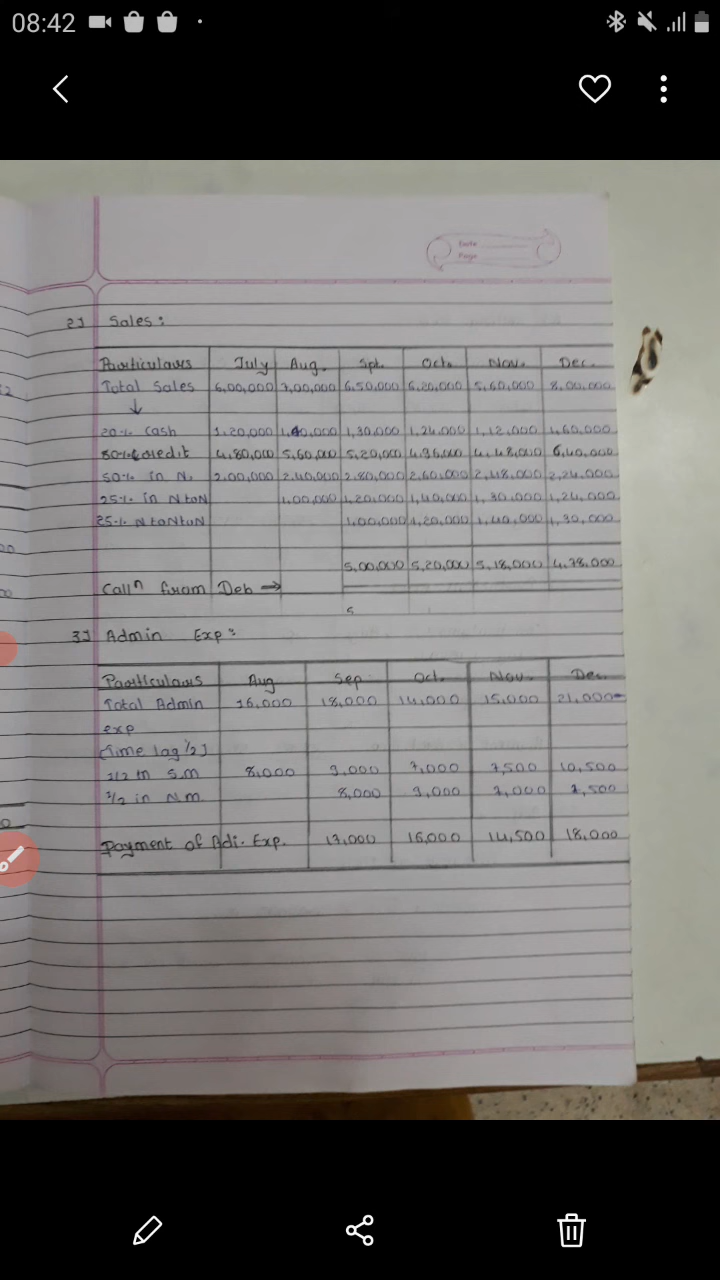 08:42
Date
Page
2] Sales:
Particulars July Aug. Spt. Oct. Nov. Dec.
Total Sales 6,00,000 7,00,000 6,50,000 6,20,000 5,60,000 8,00,000
20% Cash 1,20,000 1,40,000 1,30,000 1,24,000 1,12,000 1,60,000
80% Credit 4,80,000 5,60,000 5,20,000 4,96,000 4,48,000 6,40,000
50% in N. 2,00,000 2,40,000 2,80,000 2,60,000 2,48,000 2,24,000
25% in N to N 1,00,000 1,20,000 1,40,000 1,30,000 1,24,000
25% N to N to N 1,00,000 1,20,000 1,40,000 1,30,000
5,00,000 5,20,000 5,18,000 4,78,000
Colln from Deb →
5
3] Admin Exp:
Particulars Aug Sep Oct. Nov. Dec.
Total Admin 16,000 18,000 14,000 15,000 21,000
exp
(Time lag 1/2]
1/2 in S.m 8,000 9,000 7,000 7,500 10,500
1/2 in N.m. 8,000 9,000 7,000 7,500
Payment of Adi. Exp. 17,000 16,000 14,500 18,000